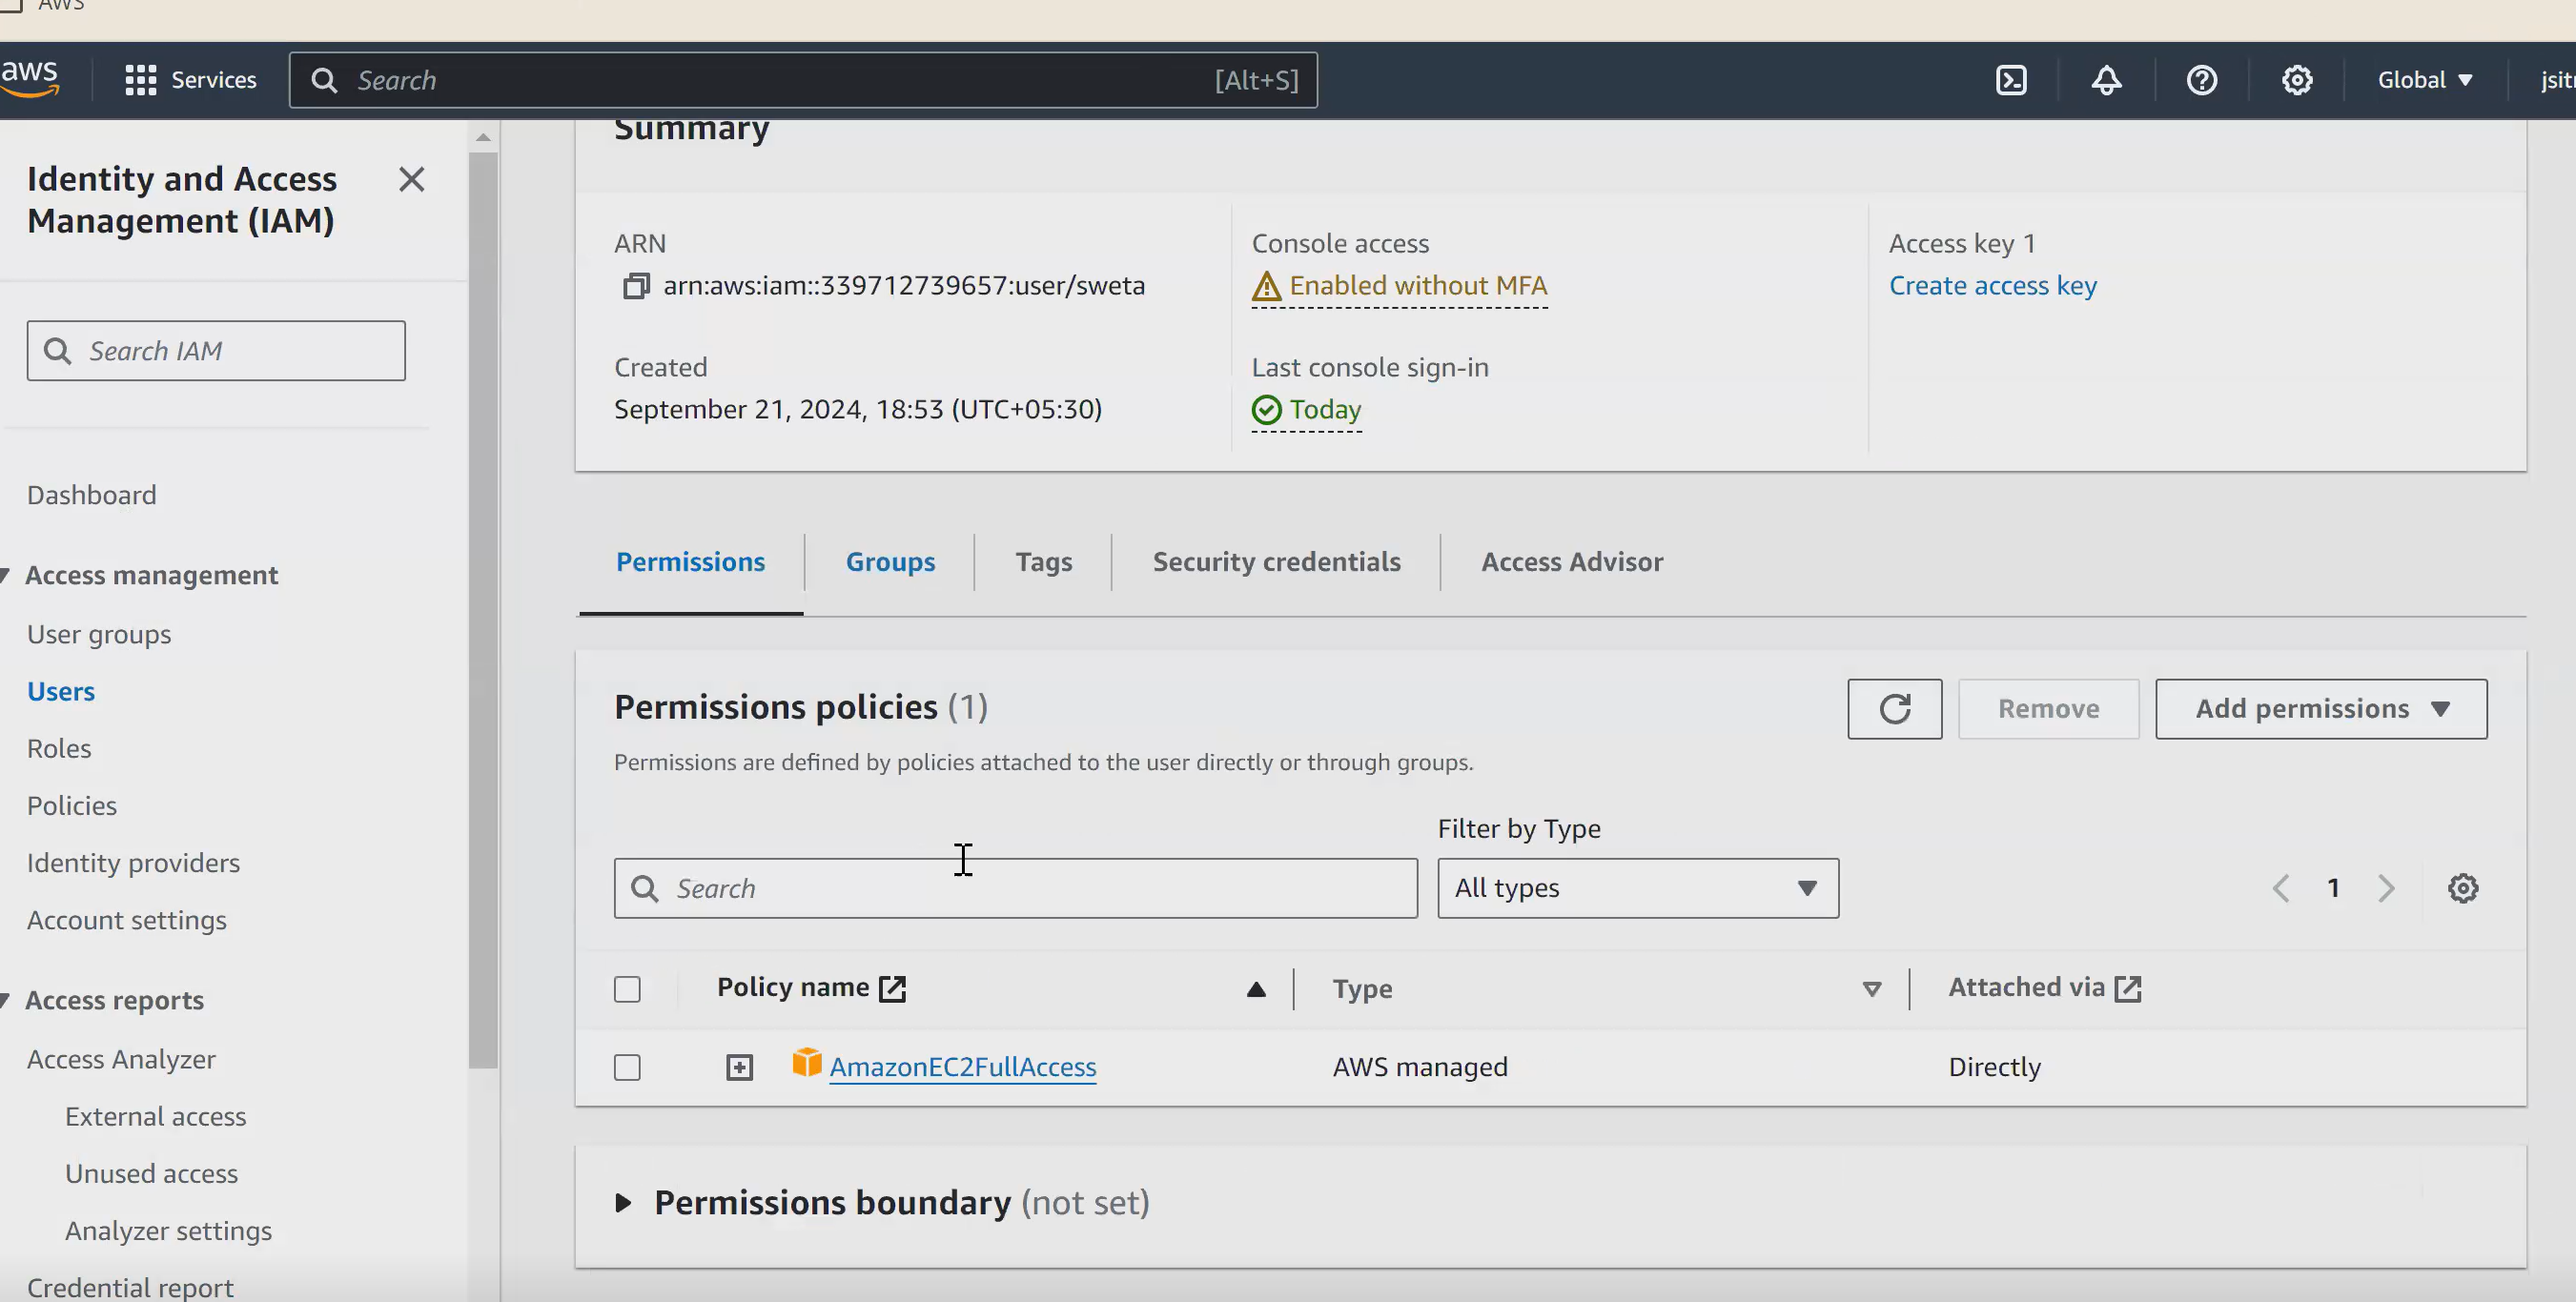 AWS
aws
Services
Search
[Alt+S]
Global
Identity and Access
Management (IAM)
Search IAM
Dashboard
Access management
User groups
Users
Roles
Policies
Identity providers
Account settings
Access reports
Access Analyzer
External access
Unused access
Analyzer settings
Credential report
Summary
ARN
arn:aws:iam::339712739657:user/sweta
Console access
Enabled without MFA
Access key 1
Create access key
Created
September 21, 2024, 18:53 (UTC+05:30)
Last console sign-in
Today
Permissions
Groups
Tags
Security credentials
Access Advisor
Permissions policies (1)
Remove
Add permissions
Permissions are defined by policies attached to the user directly or through groups.
Filter by Type
Search
All types
1
Policy name
Type
Attached via
AmazonEC2FullAccess
AWS managed
Directly
Permissions boundary (not set)